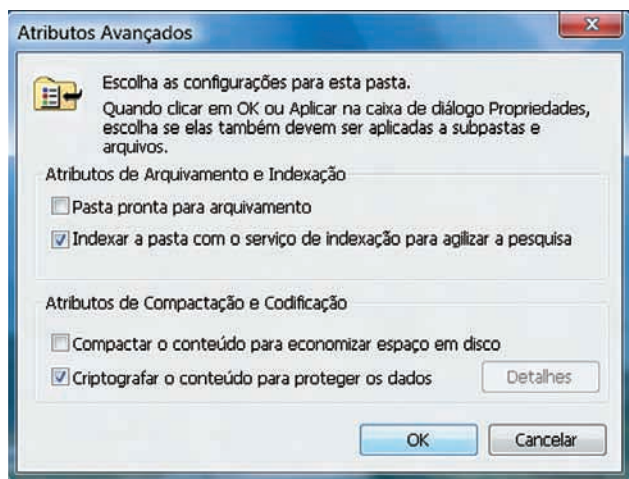 Atributos Avançados
Escolha as configurações para esta pasta.
Quando clicar em OK ou Aplicar na caixa de diálogo Propriedades,
escolha se elas também devem ser aplicadas a subpastas e
arquivos.
Atributos de Arquivamento e Indexação
Pasta pronta para arquivamento
Indexar a pasta com o serviço de indexação para agilizar a pesquisa
Atributos de Compactação e Codificação
Compactar o conteúdo para economizar espaço em disco
Criptografar o conteúdo para proteger os dados
Detalhes
OK
Cancelar